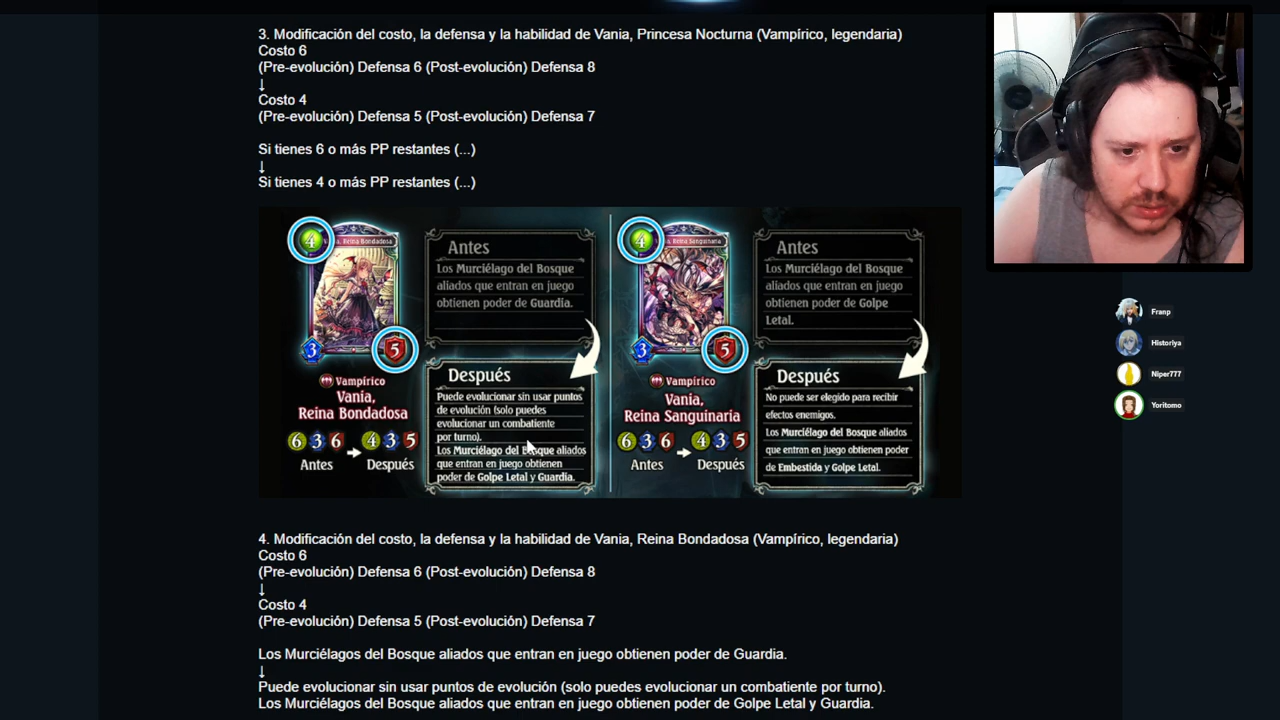 3. Modificación del costo, la defensa y la habilidad de Vania, Princesa Nocturna (Vampírico, legendaria)
Costo 6
(Pre-evolución) Defensa 6 (Post-evolución) Defensa 8
↓
Costo 4
(Pre-evolución) Defensa 5 (Post-evolución) Defensa 7
Si tienes 6 o más PP restantes (...)
↓
Si tienes 4 o más PP restantes (...)
4
, Reina Bondadosa
3
5
Vampírico
Vania,
Reina Bondadosa
6 3 6 4 3 5
Antes Después
Antes
Los Murciélago del Bosque
aliados que entran en juego
obtienen poder de Guardia.
Después
Puede evolucionar sin usar puntos
de evolución (solo puedes
evolucionar un combatiente
por turno).
Los Murciélago del Bosque aliados
que entran en juego obtienen
poder de Golpe Letal y Guardia.
4
, Reina Sanguinaria
3
5
Vampírico
Vania,
Reina Sanguinaria
6 3 6 4 3 5
Antes Después
Antes
Los Murciélago del Bosque
aliados que entran en juego
obtienen poder de Golpe
Letal.
Después
No puede ser elegido para recibir
efectos enemigos.
Los Murciélago del Bosque aliados
que entran en juego obtienen poder
de Embestida y Golpe Letal.
4. Modificación del costo, la defensa y la habilidad de Vania, Reina Bondadosa (Vampírico, legendaria)
Costo 6
(Pre-evolución) Defensa 6 (Post-evolución) Defensa 8
↓
Costo 4
(Pre-evolución) Defensa 5 (Post-evolución) Defensa 7
Los Murciélagos del Bosque aliados que entran en juego obtienen poder de Guardia.
↓
Puede evolucionar sin usar puntos de evolución (solo puedes evolucionar un combatiente por turno).
Los Murciélagos del Bosque aliados que entran en juego obtienen poder de Golpe Letal y Guardia.
Franp
Historiya
Niper777
Yoritomo